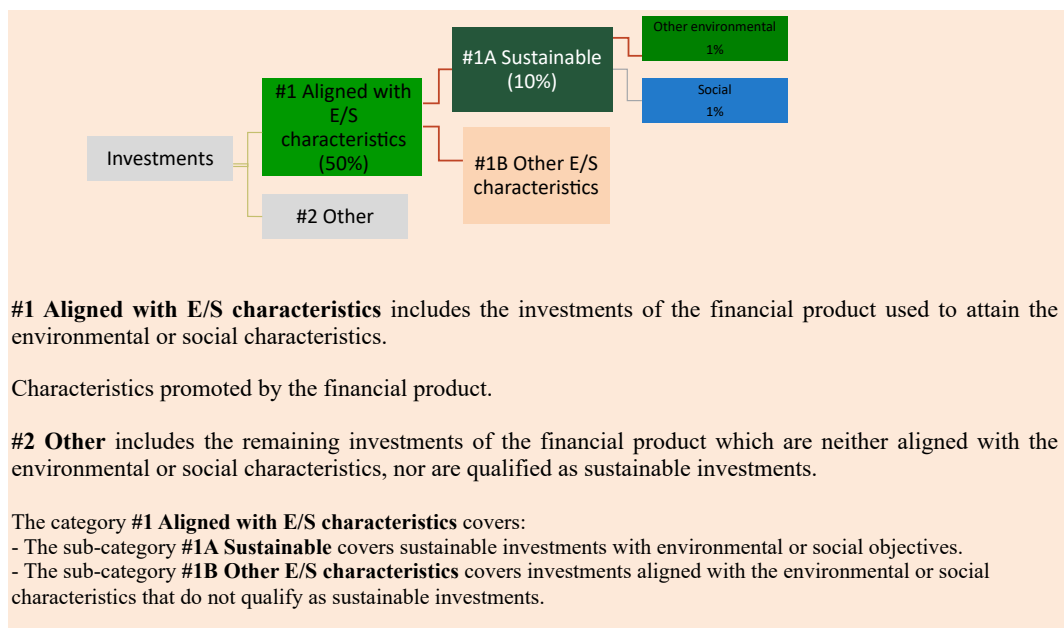 Other environmental
1%
#1A Sustainable
(10%)
Social
1%
#1 Aligned with
E/S
characteristics
(50%)
Investments
#1B Other E/S
characteristics
#2 Other
#1 Aligned with E/S characteristics includes the investments of the financial product used to attain the
environmental or social characteristics.
Characteristics promoted by the financial product.
#2 Other includes the remaining investments of the financial product which are neither aligned with the
environmental or social characteristics, nor are qualified as sustainable investments.
The category #1 Aligned with E/S characteristics covers:
- The sub-category #1A Sustainable covers sustainable investments with environmental or social objectives.
- The sub-category #1B Other E/S characteristics covers investments aligned with the environmental or social
characteristics that do not qualify as sustainable investments.